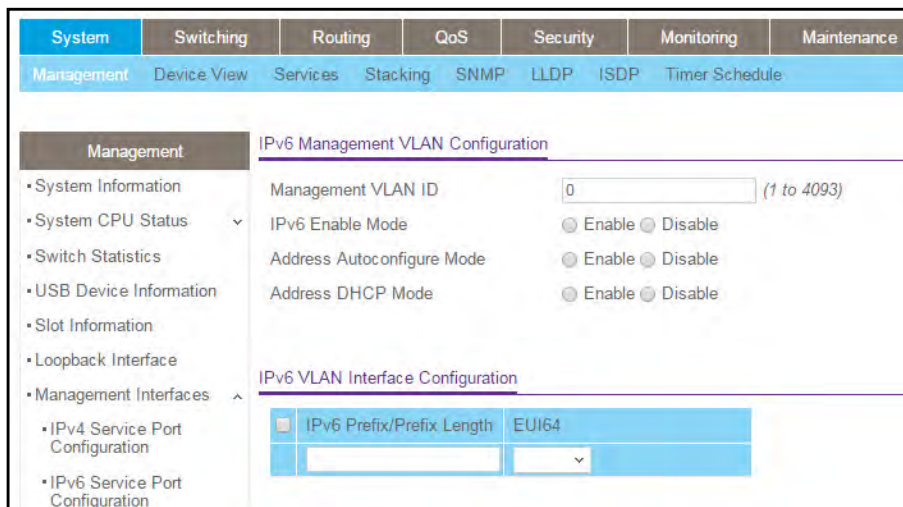 System Switching Routing QoS Security Monitoring Maintenance
Management Device View Services Stacking SNMP LLDP ISDP Timer Schedule
Management
System Information
System CPU Status
Switch Statistics
USB Device Information
Slot Information
Loopback Interface
Management Interfaces
IPv4 Service Port
Configuration
IPv6 Service Port
Configuration
IPv6 Management VLAN Configuration
Management VLAN ID 0 (1 to 4093)
IPv6 Enable Mode Enable Disable
Address Autoconfigure Mode Enable Disable
Address DHCP Mode Enable Disable
IPv6 VLAN Interface Configuration
IPv6 Prefix/Prefix Length EUI64